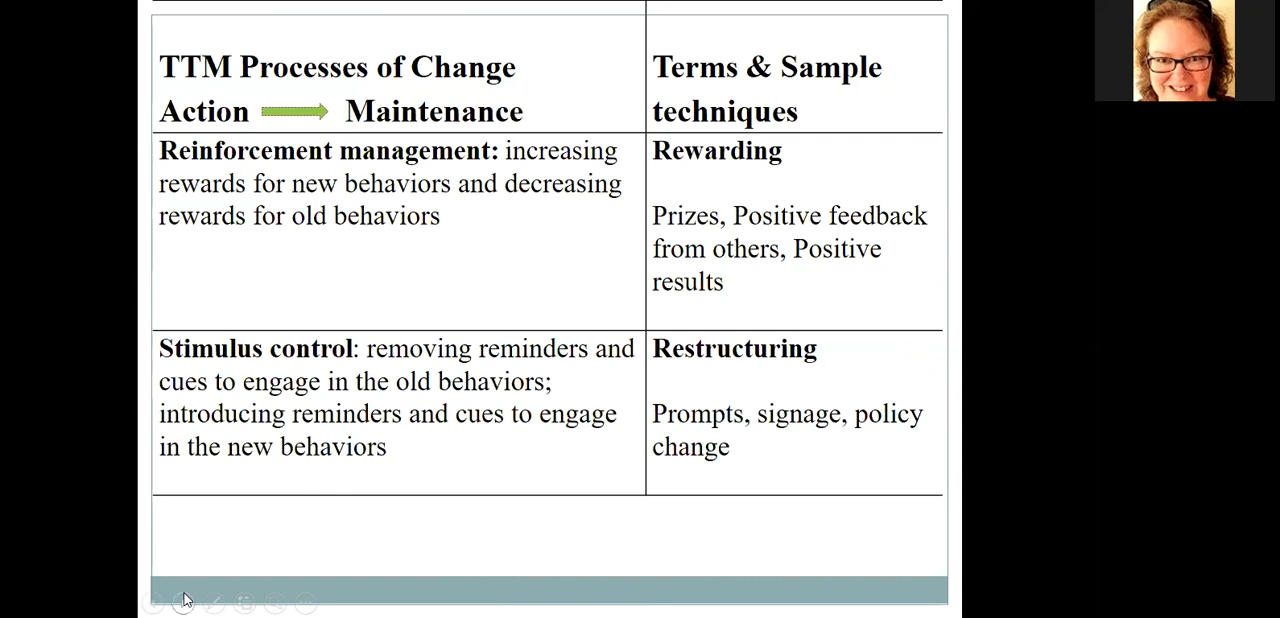 TTM Processes of Change
Action Maintenance
Terms & Sample
techniques
Reinforcement management: increasing
rewards for new behaviors and decreasing
rewards for old behaviors
Rewarding
Prizes, Positive feedback
from others, Positive
results
Stimulus control: removing reminders and
cues to engage in the old behaviors;
introducing reminders and cues to engage
in the new behaviors
Restructuring
Prompts, signage, policy
change